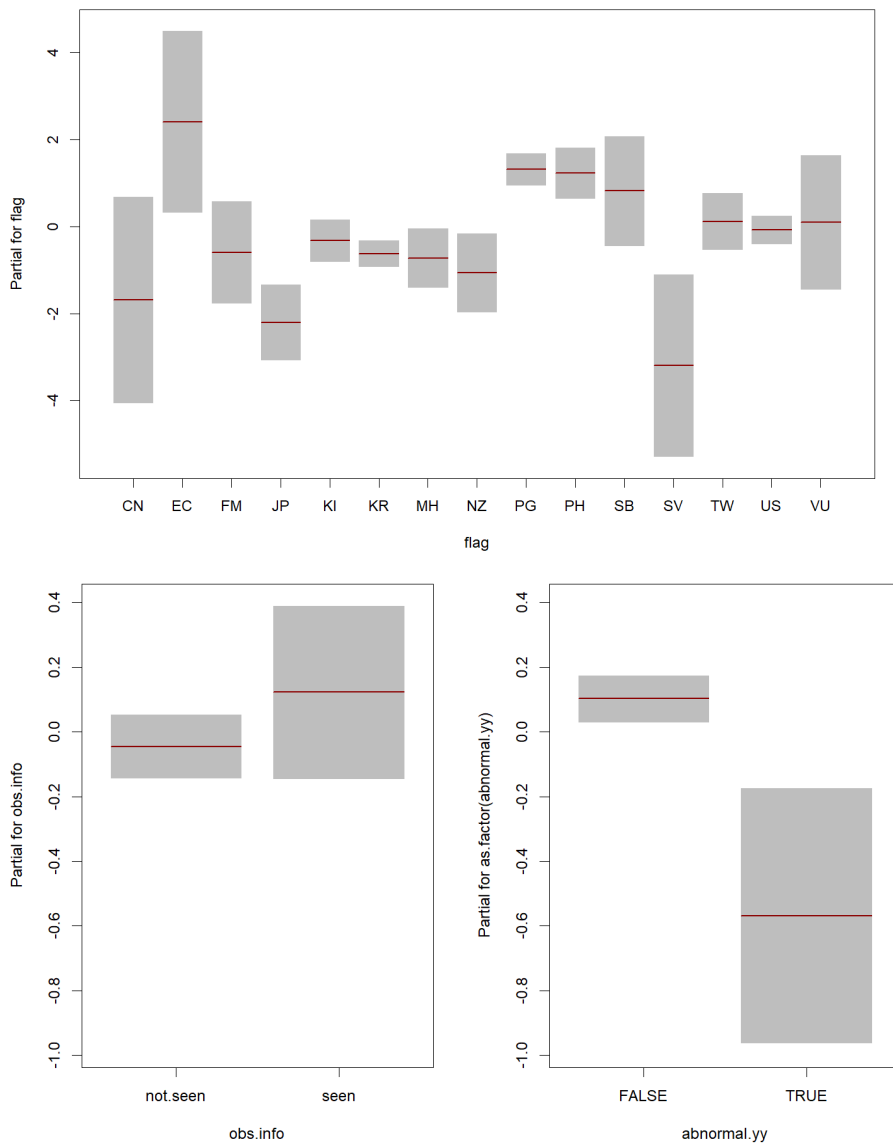 Partial for flag
4
2
0
-2
-4
CN EC FM JP KI KR MH NZ PG PH SB SV TW US VU
flag
Partial for obs.info
0.4
0.2
0.0
-0.2
-0.4
-0.6
-0.8
-1.0
not.seen seen
obs.info
Partial for as.factor(abnormal.yy)
0.4
0.2
0.0
-0.2
-0.4
-0.6
-0.8
-1.0
FALSE TRUE
abnormal.yy